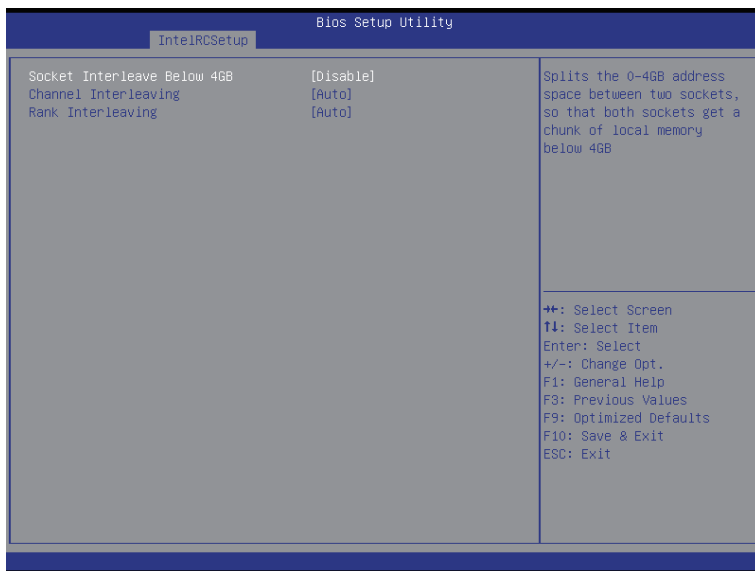 Bios Setup Utility
IntelRCSetup
Socket Interleave Below 4GB [Disable]
Channel Interleaving [Auto]
Rank Interleaving [Auto]
Splits the 0-4GB address
space between two sockets,
so that both sockets get a
chunk of local memory
below 4GB
→←: Select Screen
↑↓: Select Item
Enter: Select
+/-: Change Opt.
F1: General Help
F3: Previous Values
F9: Optimized Defaults
F10: Save & Exit
ESC: Exit